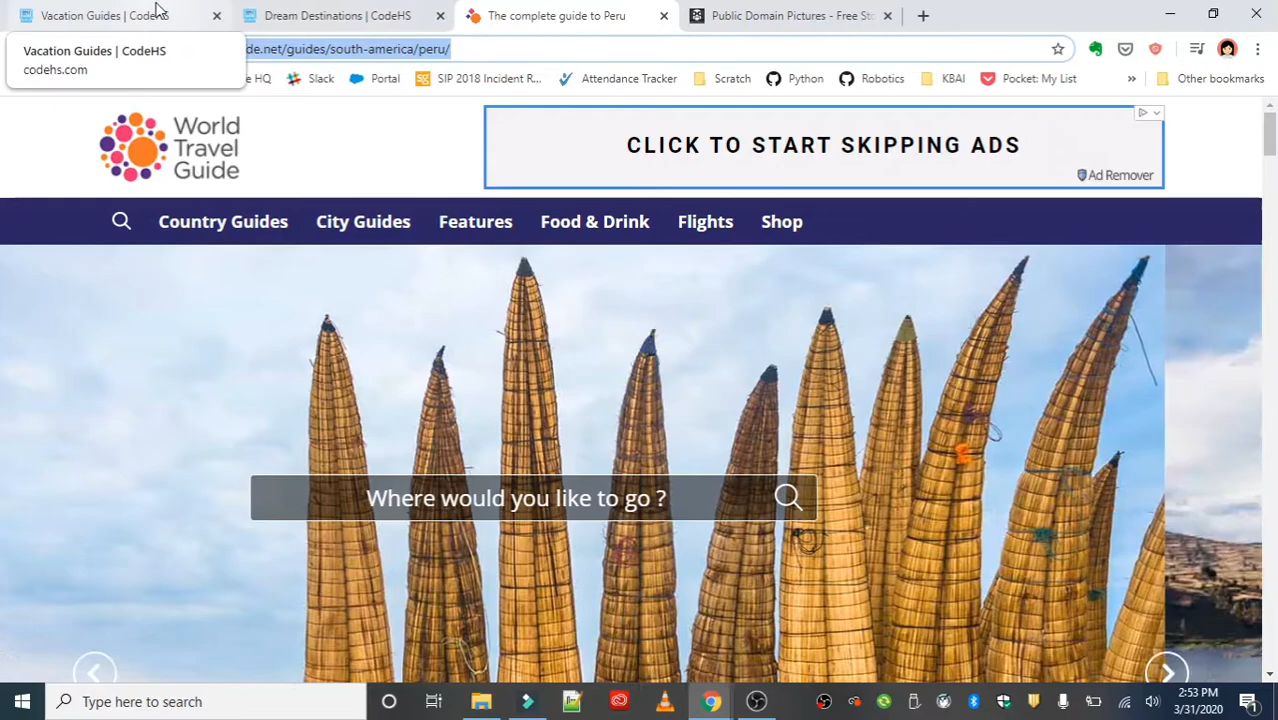 Vacation Guides | CodeHS
Dream Destinations | CodeHS
The complete guide to Peru
Public Domain Pictures - Free Sto
Vacation Guides | CodeHS
codehs.com
de.net/guides/south-america/peru/
e HQ
Slack
Portal
SIP 2018 Incident R...
Attendance Tracker
Scratch
Python
Robotics
KBAI
Pocket: My List
»
Other bookmarks
World
Travel
Guide
CLICK TO START SKIPPING ADS
Ad Remover
Country Guides
City Guides
Features
Food & Drink
Flights
Shop
Where would you like to go ?
Type here to search
2:53 PM
3/31/2020